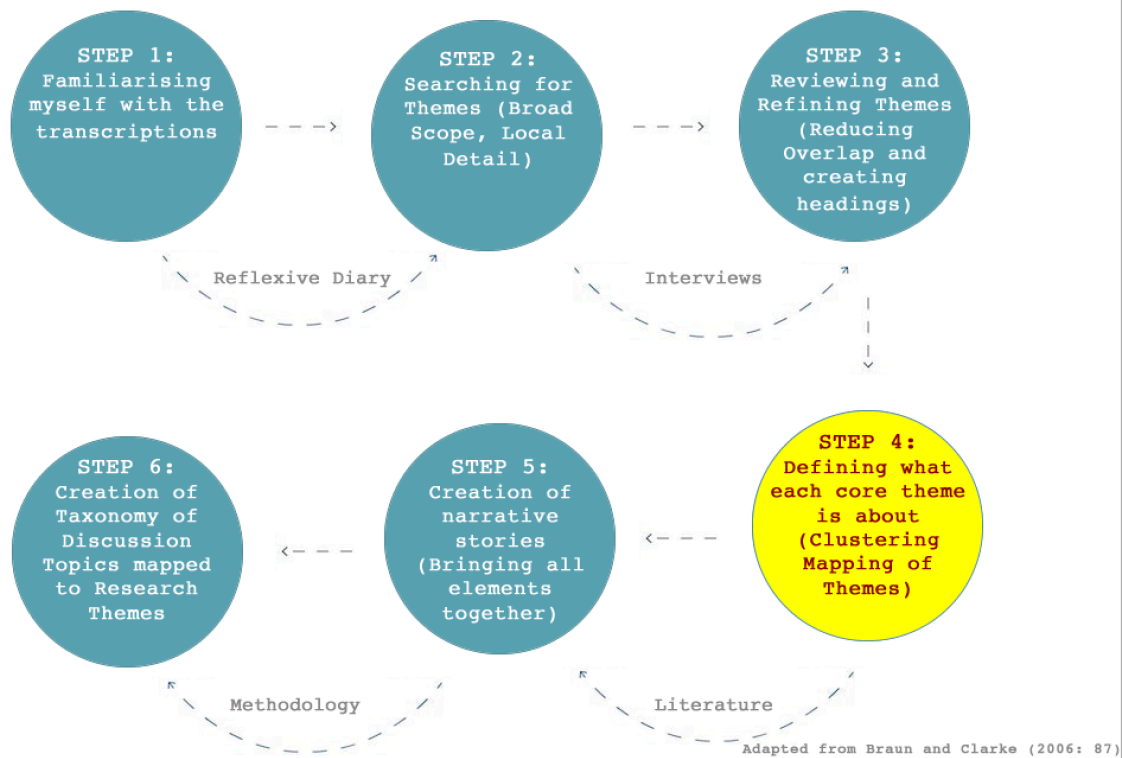 STEP 1:
Familiarising
myself with the
transcriptions
STEP 2:
Searching for
Themes (Broad
Scope, Local
Detail)
STEP 3:
Reviewing and
Refining Themes
(Reducing
Overlap and
creating
headings)
Reflexive Diary
Interviews
STEP 4:
Defining what
each core theme
is about
(Clustering
Mapping of
Themes)
STEP 5:
Creation of
narrative
stories
(Bringing all
elements
together)
STEP 6:
Creation of
Taxonomy of
Discussion
Topics mapped
to Research
Themes
Literature
Methodology
Adapted from Braun and Clarke (2006: 87)